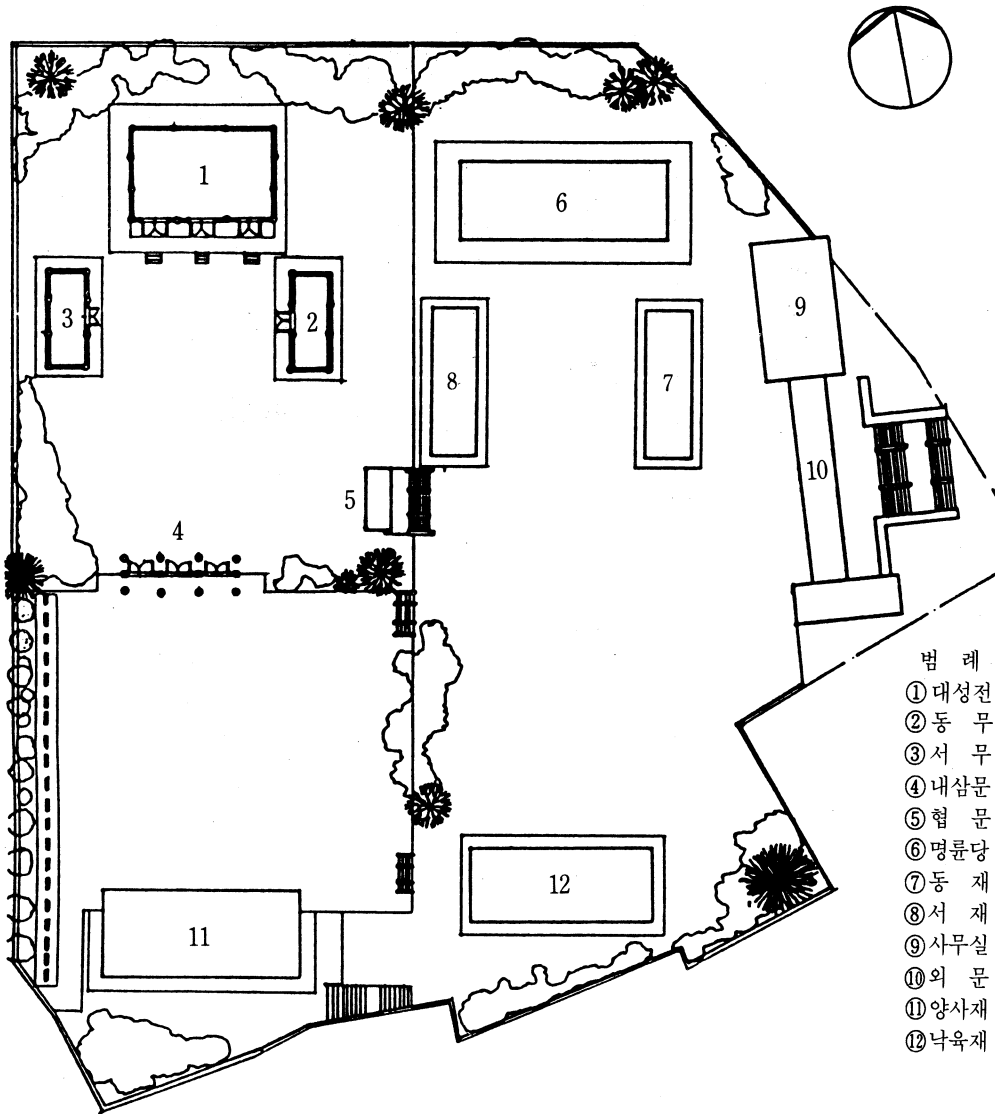 1
6
3
2
9
8
7
10
5
4
12
11
범 례
①대성전
②동 무
③서 무
④내삼문
⑤협 문
⑥명륜당
⑦동 재
⑧서 재
⑨사무실
⑩외 문
⑪양사재
⑫낙육재